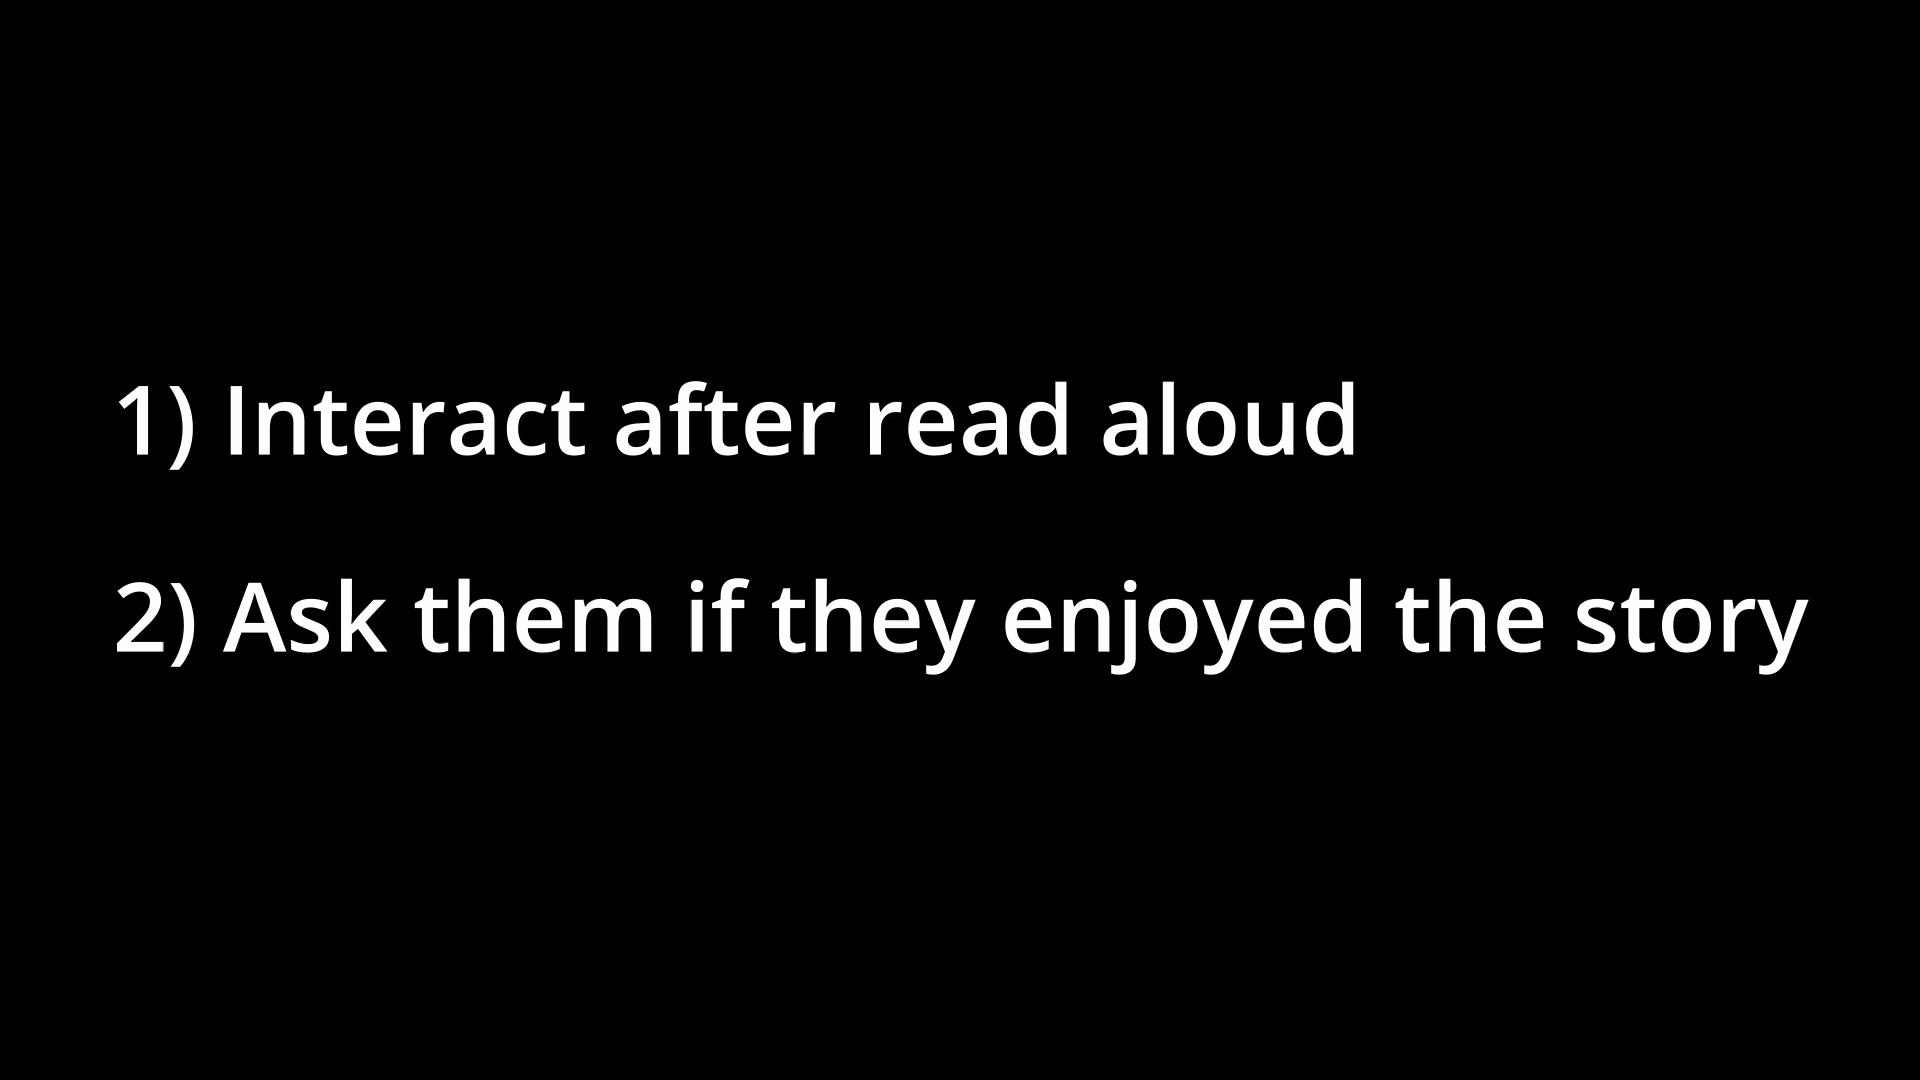 1) Interact after read aloud
2) Ask them if they enjoyed the story